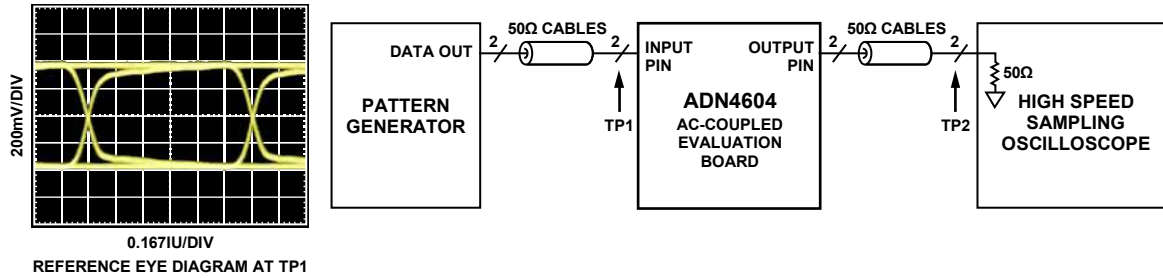 200mV/DIV
0.167IU/DIV
REFERENCE EYE DIAGRAM AT TP1
DATA OUT
PATTERN
GENERATOR
2
50Ω CABLES
2
TP1
INPUT
PIN
OUTPUT
PIN
ADN4604
AC-COUPLED
EVALUATION
BOARD
2
50Ω CABLES
2
TP2
50Ω
HIGH SPEED
SAMPLING
OSCILLOSCOPE